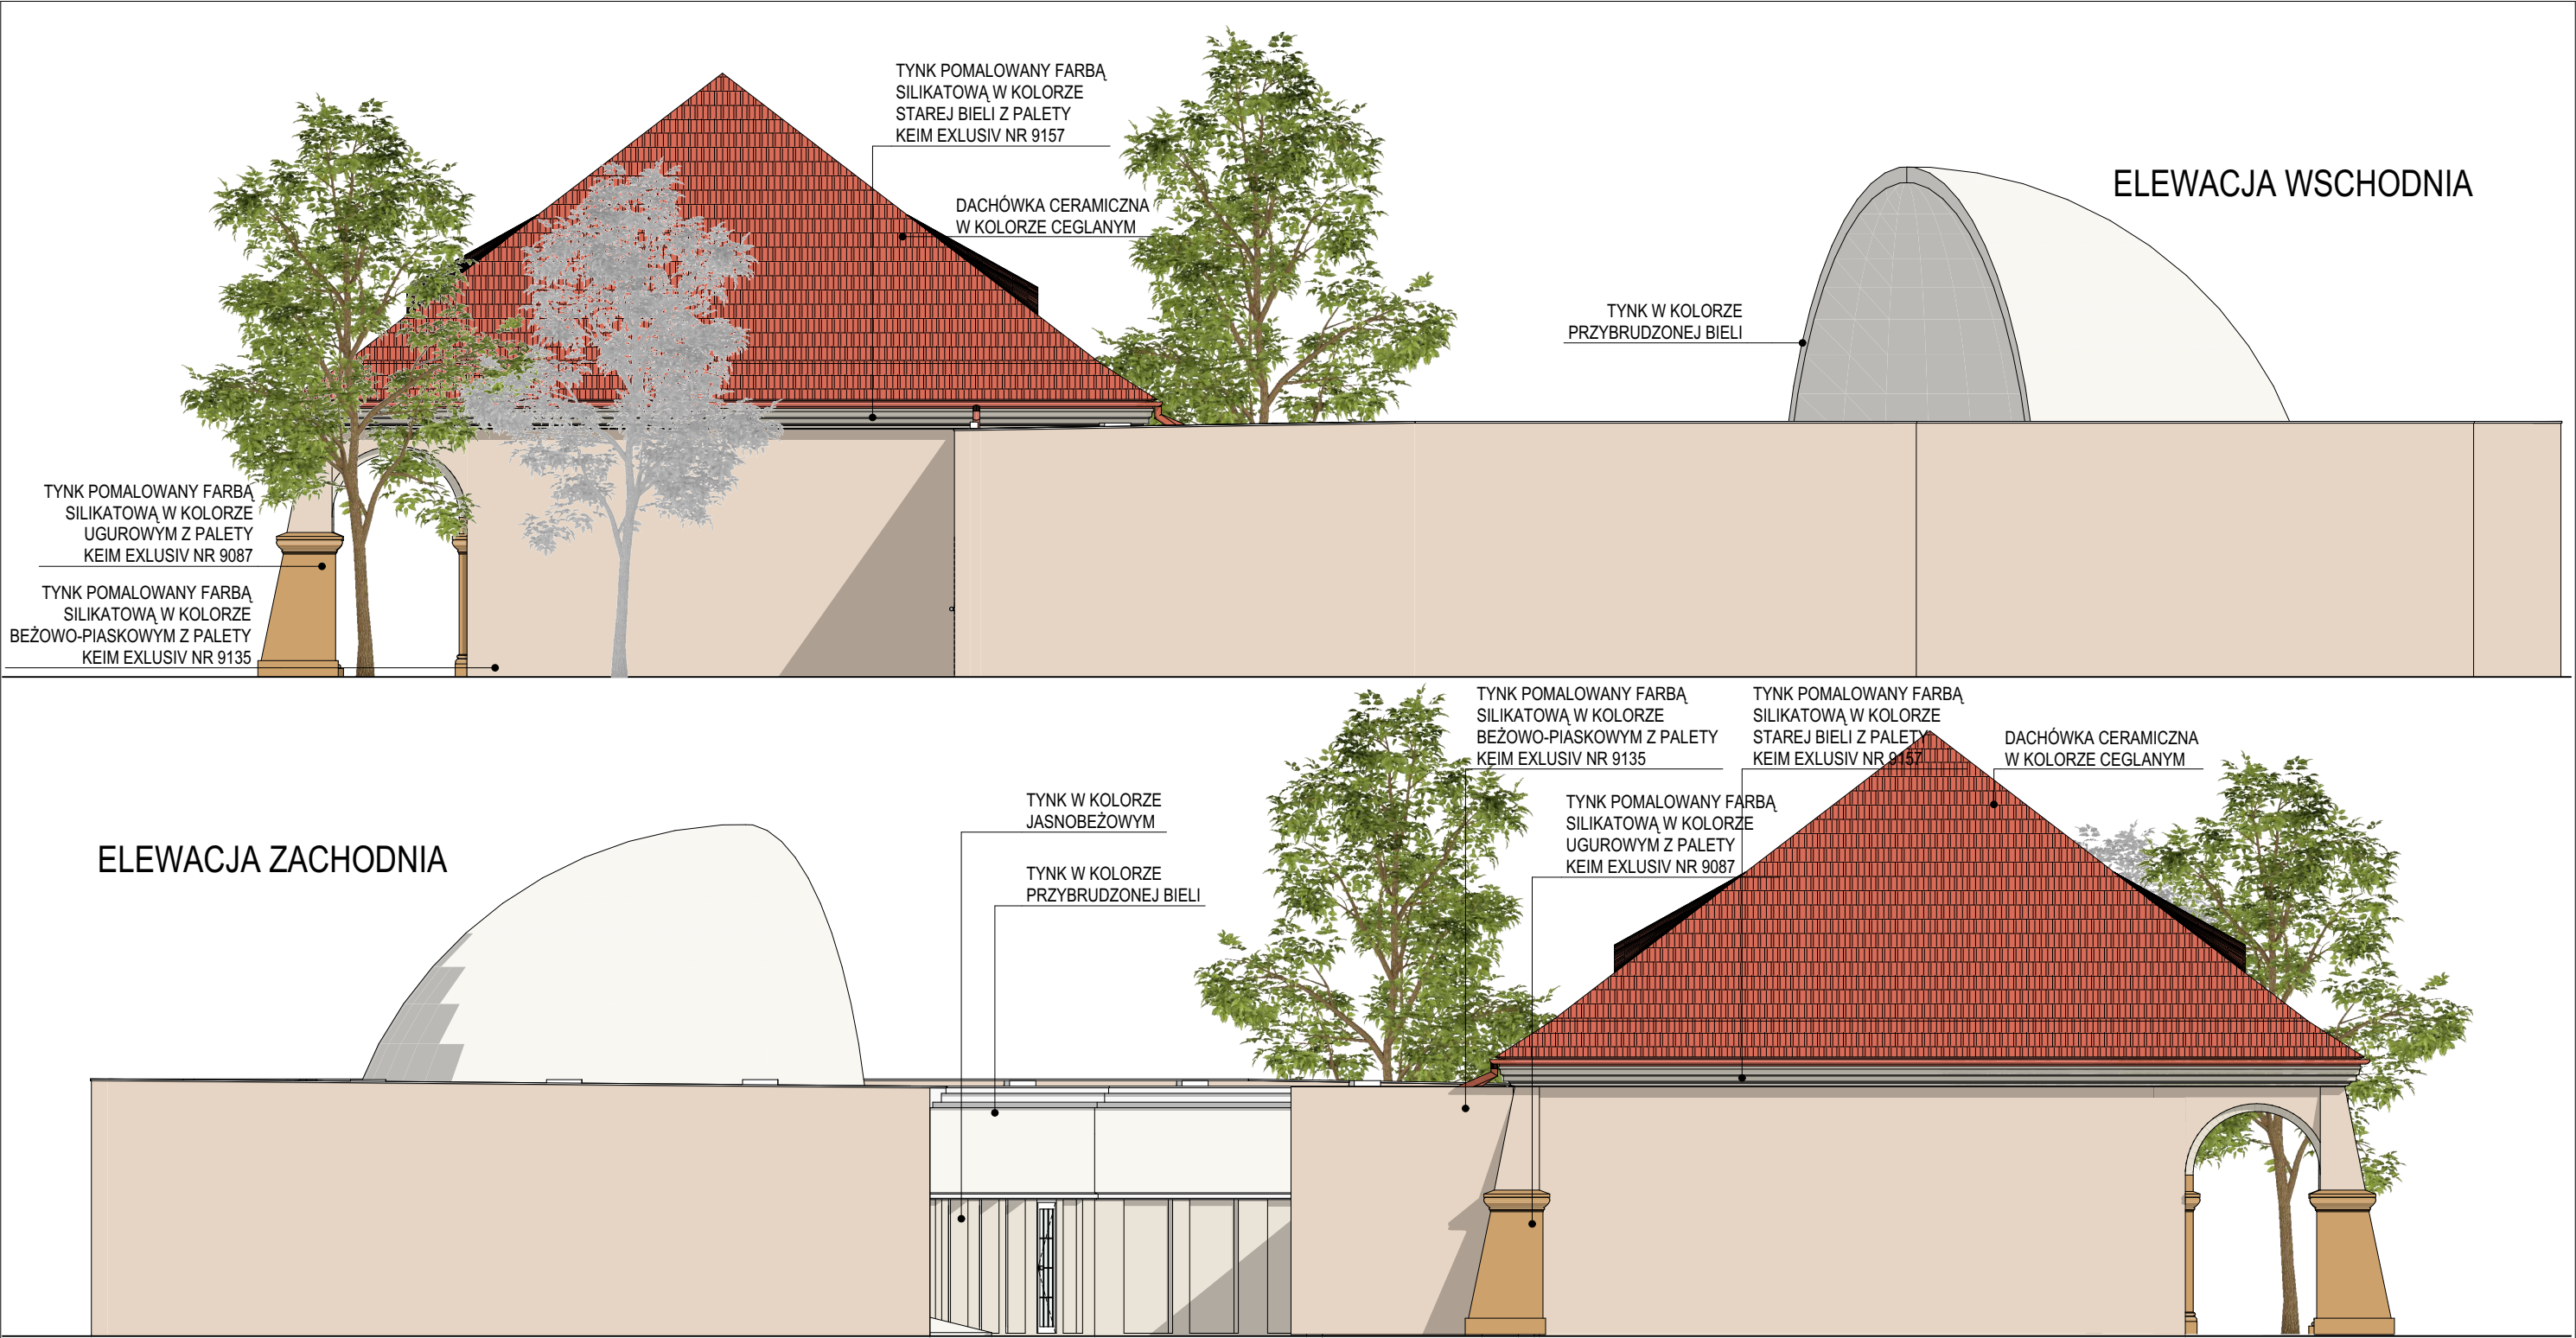 TYNK POMALOWANY FARBĄ
SILIKATOWĄ W KOLORZE
STAREJ BIELI Z PALETY
KEIM EXLUSIV NR 9157
ELEWACJA WSCHODNIA
DACHÓWKA CERAMICZNA
W KOLORZE CEGLANYM
TYNK W KOLORZE
PRZYBRUDZONEJ BIELI
TYNK POMALOWANY FARBĄ
SILIKATOWĄ W KOLORZE
UGUROWYM Z PALETY
KEIM EXLUSIV NR 9087
TYNK POMALOWANY FARBĄ
SILIKATOWĄ W KOLORZE
BEŻOWO-PIASKOWYM Z PALETY
KEIM EXLUSIV NR 9135
TYNK POMALOWANY FARBĄ
SILIKATOWĄ W KOLORZE
BEŻOWO-PIASKOWYM Z PALETY
KEIM EXLUSIV NR 9135
TYNK POMALOWANY FARBĄ
SILIKATOWĄ W KOLORZE
STAREJ BIELI Z PALETY
KEIM EXLUSIV NR 9157
DACHÓWKA CERAMICZNA
W KOLORZE CEGLANYM
TYNK W KOLORZE
JASNOBEŻOWYM
TYNK POMALOWANY FARBĄ
SILIKATOWĄ W KOLORZE
UGUROWYM Z PALETY
KEIM EXLUSIV NR 9087
ELEWACJA ZACHODNIA
TYNK W KOLORZE
PRZYBRUDZONEJ BIELI